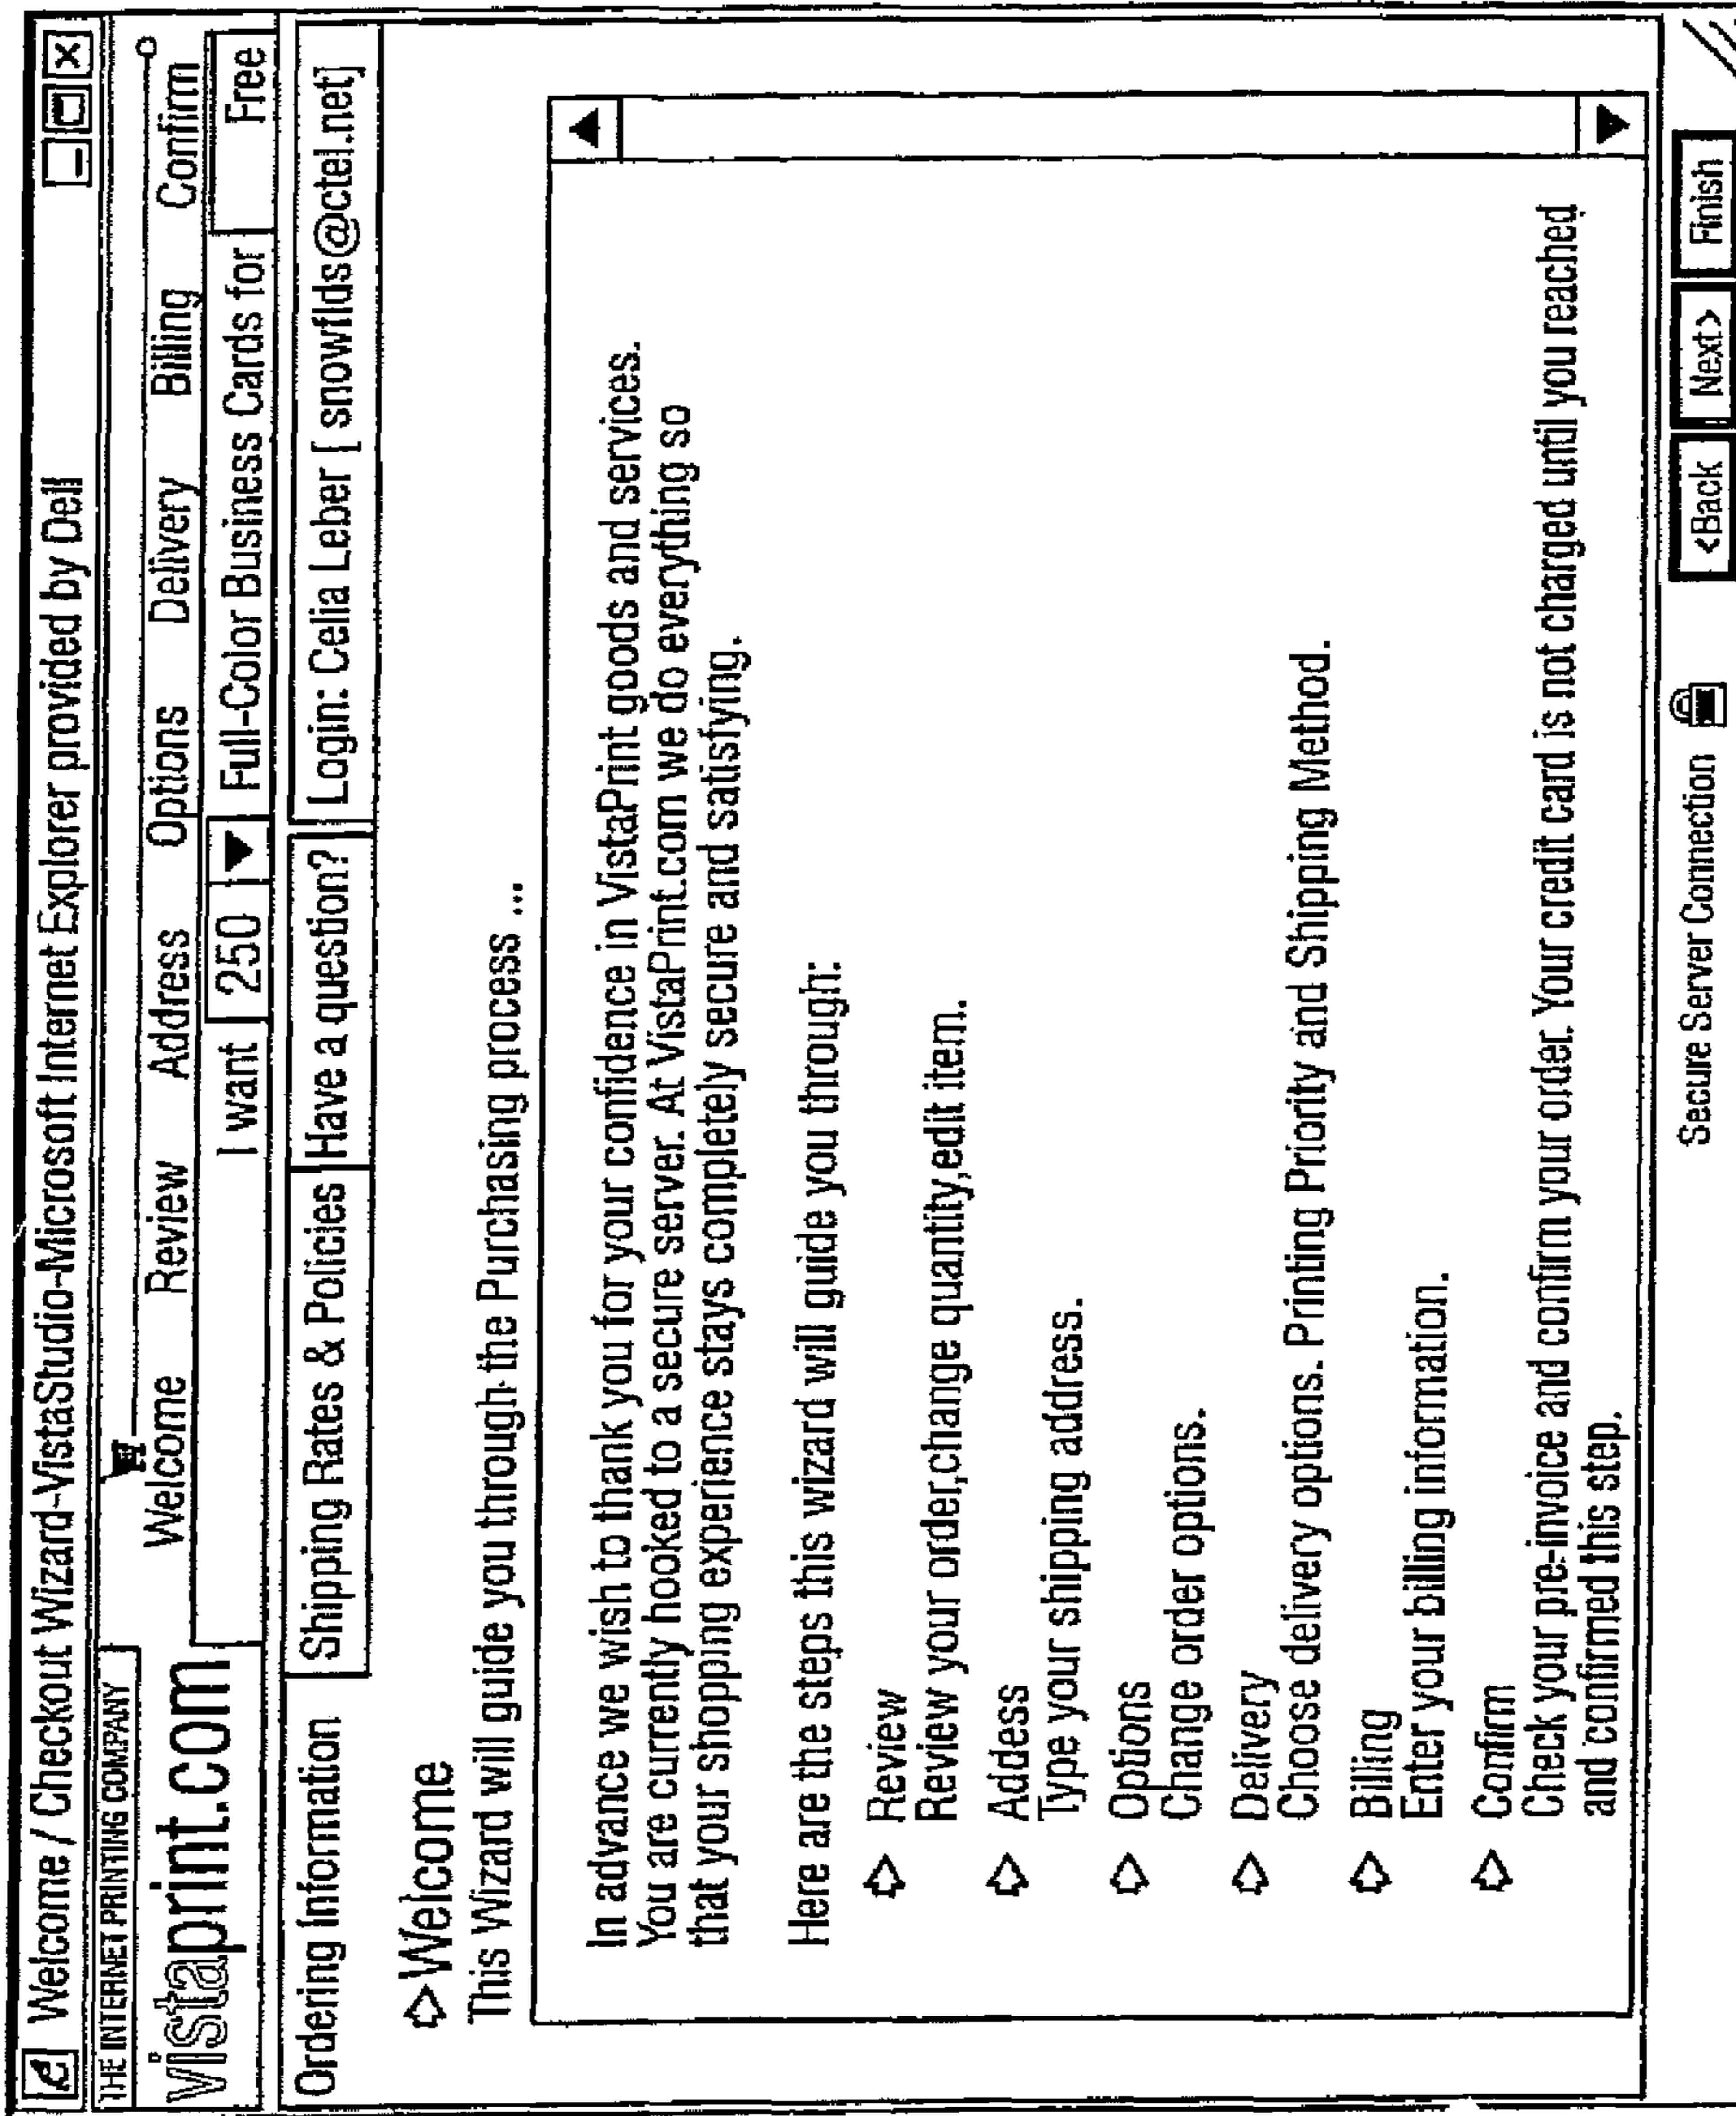 Welcome / Checkout Wizard-VistaStudio-Microsoft Internet Explorer provided by Dell
THE INTERNET PRINTING COMPANY
vistaprint.com
Welcome Review Address Options Delivery Billing Confirm
I want 250 Full-Color Business Cards for Free
Ordering Information Shipping Rates & Policies Have a question? Login: Celia Leber [ snowflds@ctel.net]
Welcome
This Wizard will guide you through the Purchasing process ...
In advance we wish to thank you for your confidence in VistaPrint goods and services.
You are currently hooked to a secure server. At VistaPrint.com we do everything so
that your shopping experience stays completely secure and satisfying.
Here are the steps this wizard will guide you through:
Review
Review your order,change quantity,edit item.
Addess
Type your shipping address.
Options
Change order options.
Delivery
Choose delivery options. Printing Priority and Shipping Method.
Billing
Enter your billing information.
Confirm
Check your pre-invoice and confirm your order. Your credit card is not charged until you reached
and confirmed this step.
Secure Server Connection <Back Next> Finish